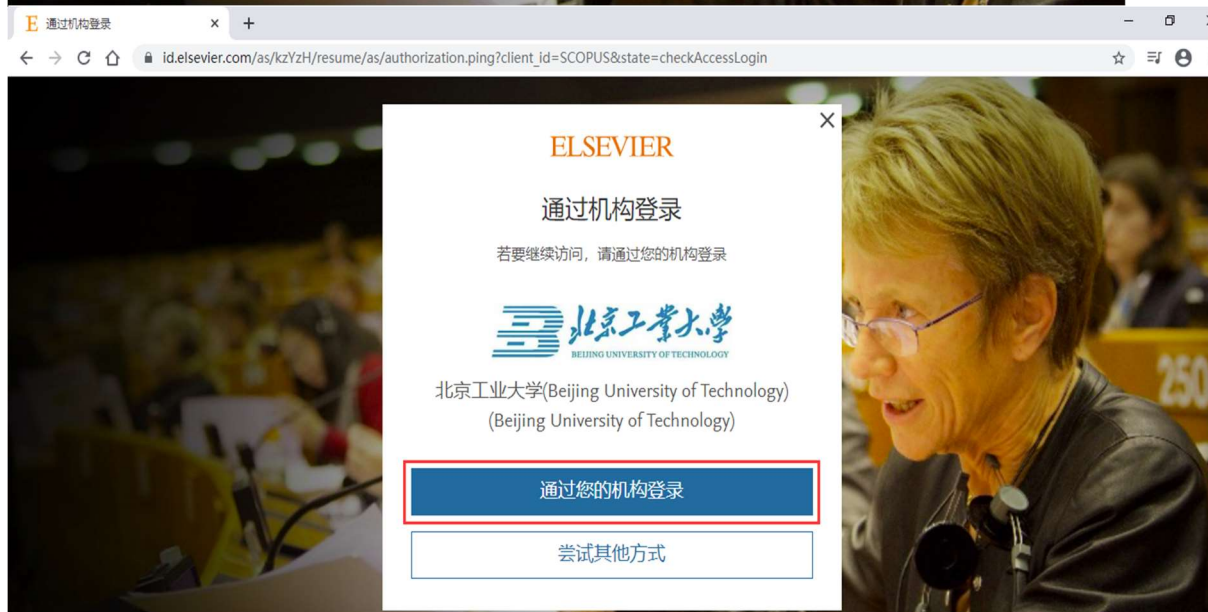 E 通过机构登录
id.elsevier.com/as/kzYzH/resume/as/authorization.ping?client_id=SCOPUS&state=checkAccessLogin
ELSEVIER
通过机构登录
若要继续访问，请通过您的机构登录
北京工業大學
BEIJING UNIVERSITY OF TECHNOLOGY
北京工业大学(Beijing University of Technology)
(Beijing University of Technology)
通过您的机构登录
尝试其他方式
250